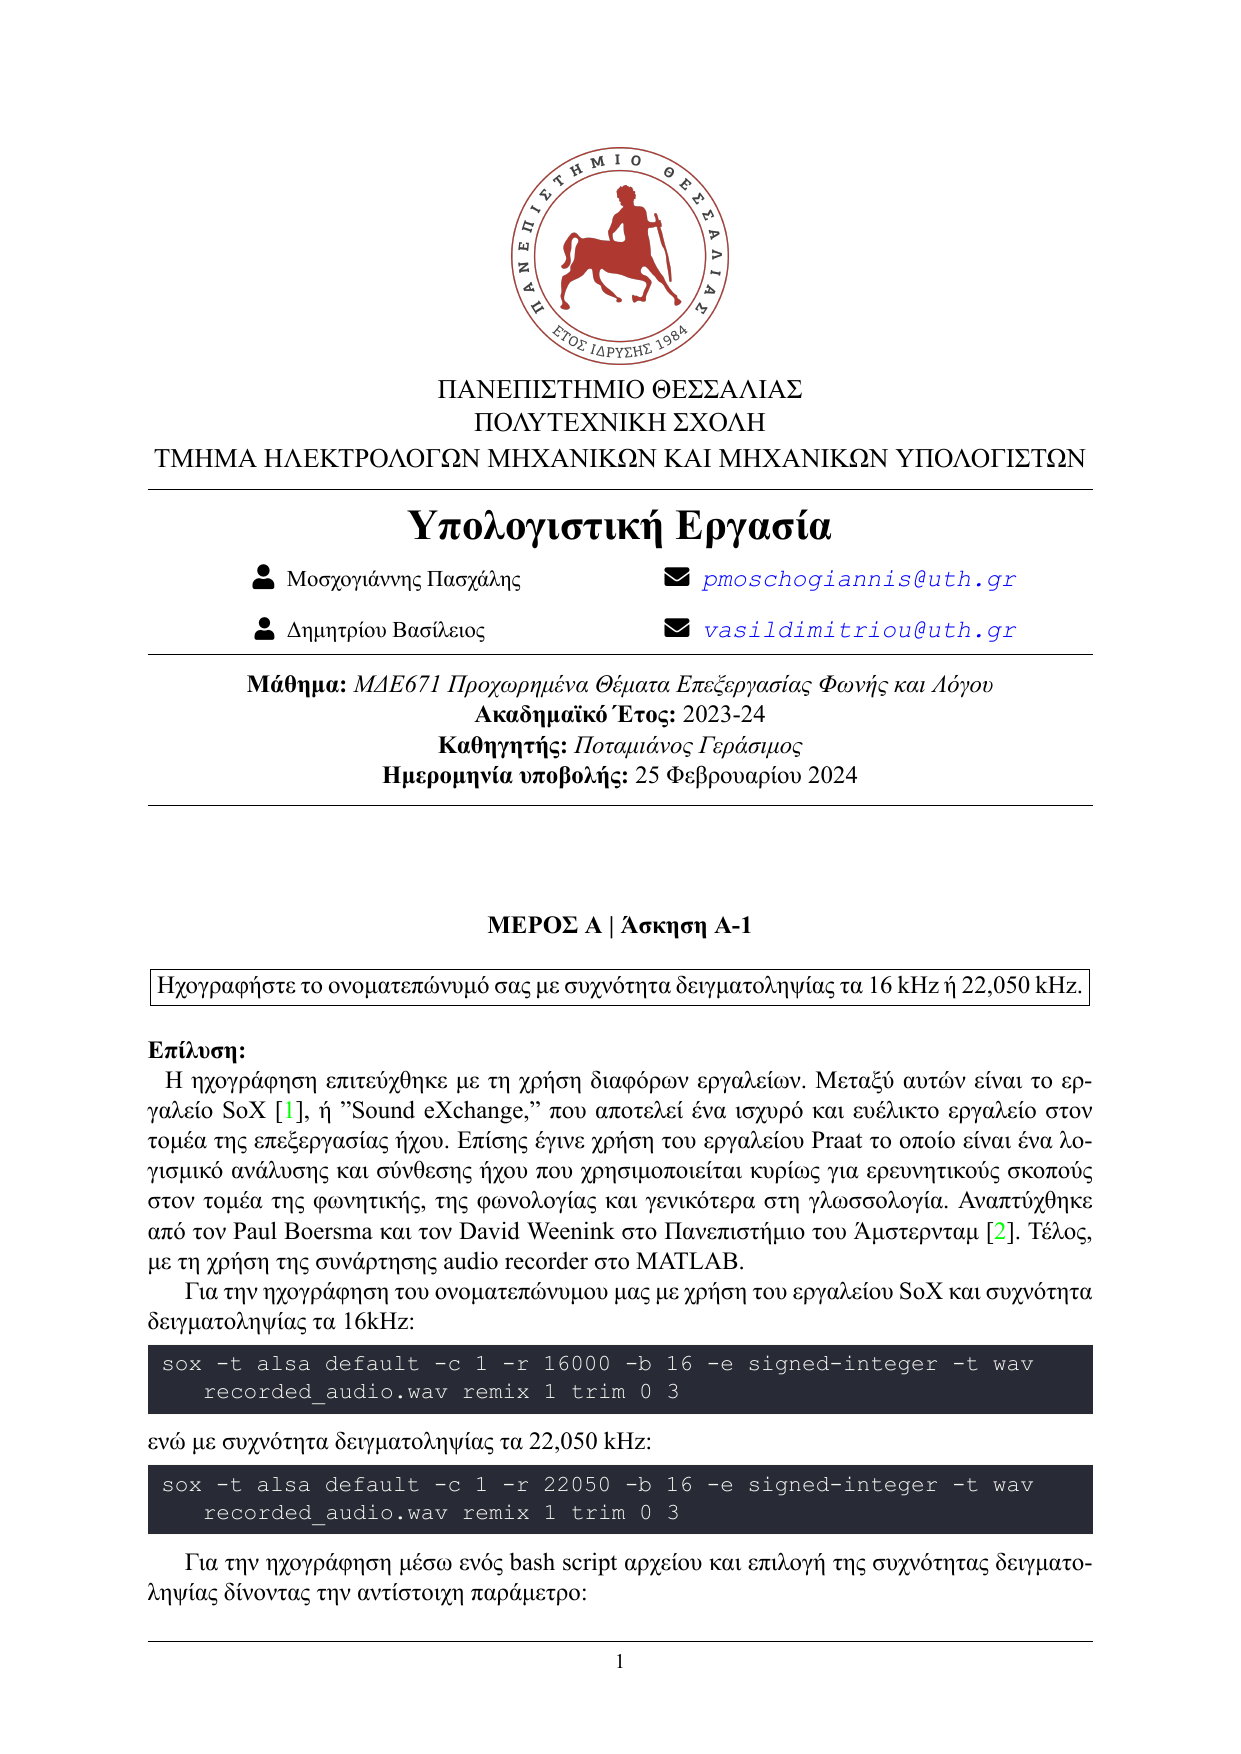 ΠΑΝΕΠΙΣΤΗΜΙΟ ΘΕΣΣΑΛΙΑΣ
ΕΤΟΣ ΙΔΡΥΣΗΣ 1984
ΠΑΝΕΠΙΣΤΗΜΙΟ ΘΕΣΣΑΛΙΑΣ
ΠΟΛΥΤΕΧΝΙΚΗ ΣΧΟΛΗ
ΤΜΗΜΑ ΗΛΕΚΤΡΟΛΟΓΩΝ ΜΗΧΑΝΙΚΩΝ ΚΑΙ ΜΗΧΑΝΙΚΩΝ ΥΠΟΛΟΓΙΣΤΩΝ
Υπολογιστική Εργασία
Μοσχογιάννης Πασχάλης pmoschogiannis@uth.gr
Δημητρίου Βασίλειος vasildimitriou@uth.gr
Μάθημα: ΜΔΕ671 Προχωρημένα Θέματα Επεξεργασίας Φωνής και Λόγου
Ακαδημαϊκό Έτος: 2023-24
Καθηγητής: Ποταμιάνος Γεράσιμος
Ημερομηνία υποβολής: 25 Φεβρουαρίου 2024
ΜΕΡΟΣ Α | Άσκηση Α-1
Ηχογραφήστε το ονοματεπώνυμό σας με συχνότητα δειγματοληψίας τα 16 kHz ή 22,050 kHz.
Επίλυση:
Η ηχογράφηση επιτεύχθηκε με τη χρήση διαφόρων εργαλείων. Μεταξύ αυτών είναι το ερ-
γαλείο SoX [1], ή ”Sound eXchange,” που αποτελεί ένα ισχυρό και ευέλικτο εργαλείο στον
τομέα της επεξεργασίας ήχου. Επίσης έγινε χρήση του εργαλείου Praat το οποίο είναι ένα λο-
γισμικό ανάλυσης και σύνθεσης ήχου που χρησιμοποιείται κυρίως για ερευνητικούς σκοπούς
στον τομέα της φωνητικής, της φωνολογίας και γενικότερα στη γλωσσολογία. Αναπτύχθηκε
από τον Paul Boersma και τον David Weenink στο Πανεπιστήμιο του Άμστερνταμ [2]. Τέλος,
με τη χρήση της συνάρτησης audio recorder στο MATLAB.
Για την ηχογράφηση του ονοματεπώνυμου μας με χρήση του εργαλείου SoX και συχνότητα
δειγματοληψίας τα 16kHz:
sox -t alsa default -c 1 -r 16000 -b 16 -e signed-integer -t wav
recorded_audio.wav remix 1 trim 0 3
ενώ με συχνότητα δειγματοληψίας τα 22,050 kHz:
sox -t alsa default -c 1 -r 22050 -b 16 -e signed-integer -t wav
recorded_audio.wav remix 1 trim 0 3
Για την ηχογράφηση μέσω ενός bash script αρχείου και επιλογή της συχνότητας δειγματο-
ληψίας δίνοντας την αντίστοιχη παράμετρο:
1